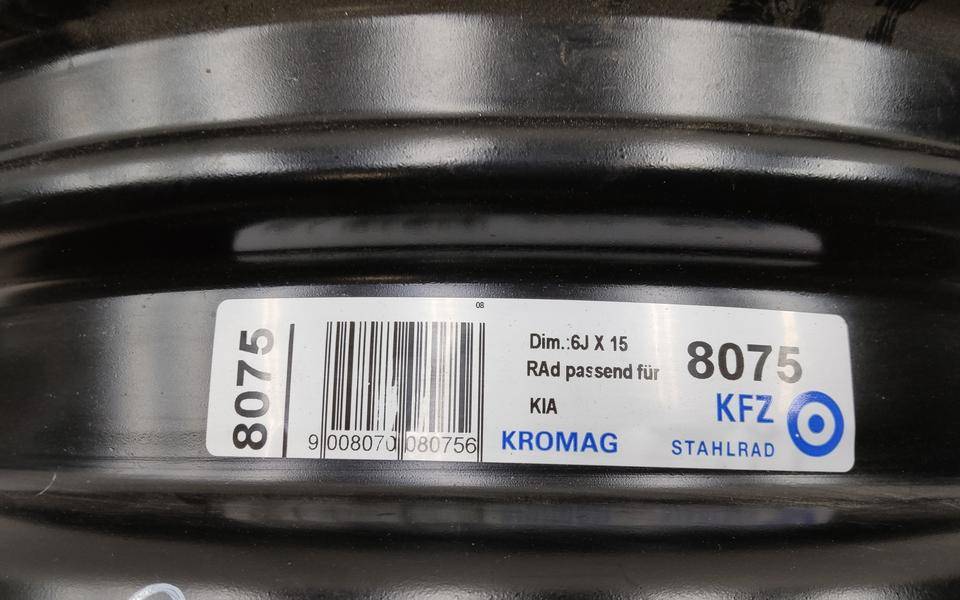 08
8075
9 008070 080756
Dim.:6J X 15
RAd passend für
KIA
KROMAG
8075
KFZ
STAHLRAD